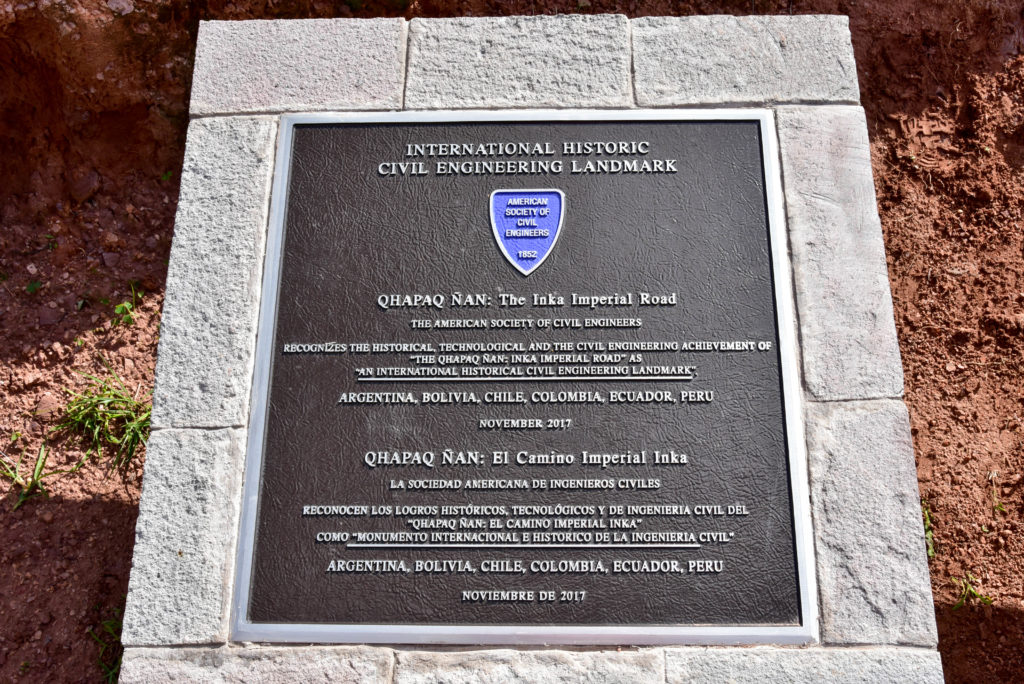 INTERNATIONAL HISTORIC
CIVIL ENGINEERING LANDMARK
AMERICAN
SOCIETY OF
CIVIL
ENGINEERS
1852
QHAPAQ ÑAN: The Inka Imperial Road
THE AMERICAN SOCIETY OF CIVIL ENGINEERS
RECOGNIZES THE HISTORICAL, TECHNOLOGICAL AND THE CIVIL ENGINEERING ACHIEVEMENT OF
"THE QHAPAQ ÑAN: INKA IMPERIAL ROAD" AS
"AN INTERNATIONAL HISTORICAL CIVIL ENGINEERING LANDMARK"
ARGENTINA, BOLIVIA, CHILE, COLOMBIA, ECUADOR, PERU
NOVEMBER 2017
QHAPAQ ÑAN: El Camino Imperial Inka
LA SOCIEDAD AMERICANA DE INGENIEROS CIVILES
RECONOCEN LOS LOGROS HISTÓRICOS, TECNOLÓGICOS Y DE INGENIERIA CIVIL DEL
"QHAPAQ ÑAN: EL CAMINO IMPERIAL INKA"
COMO "MONUMENTO INTERNACIONAL E HISTORICO DE LA INGENIERIA CIVIL"
ARGENTINA, BOLIVIA, CHILE, COLOMBIA, ECUADOR, PERU
NOVIEMBRE DE 2017